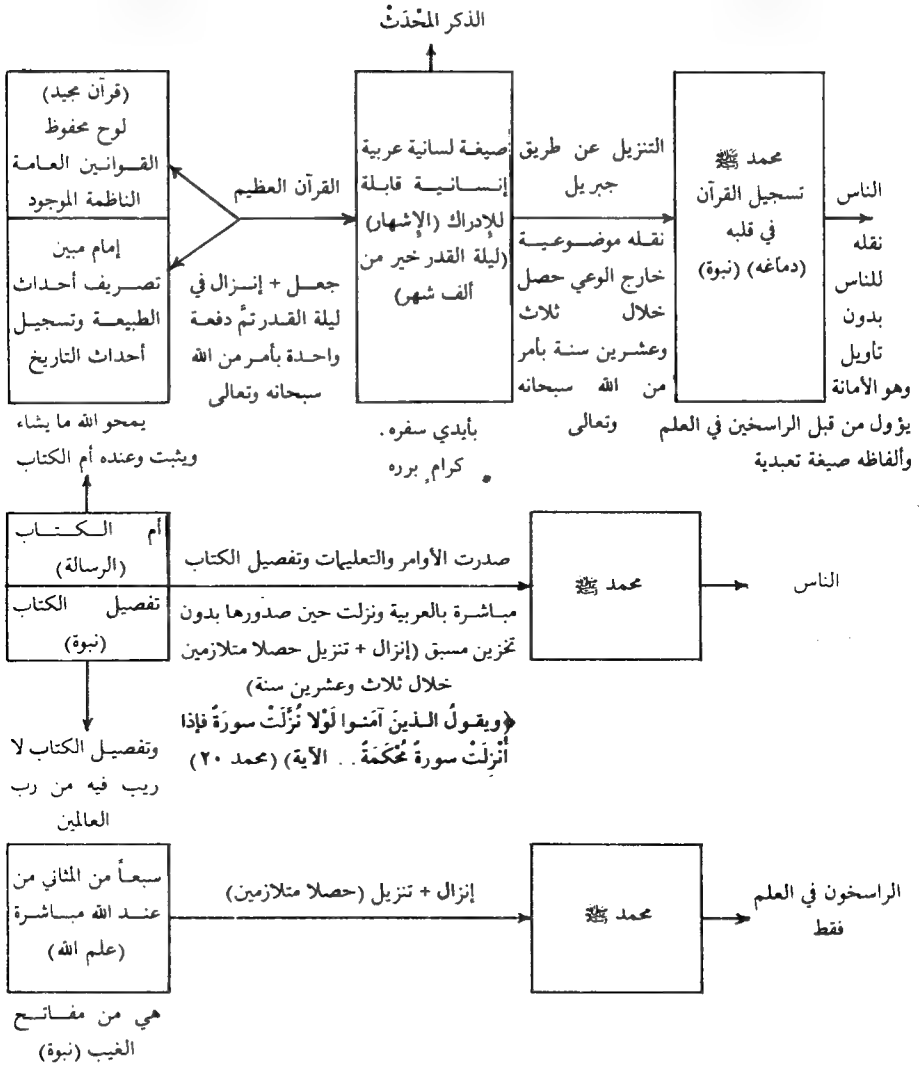 الذكر المُحْدَثْ
محمد ﷺ
تسجيل القرآن
في قلبه
(دماغه) (نبوة)
الناس
نقله
للناس
بدون
تأويل
وهو الأمانة
يؤول من قبل الراسخين في العلم
وألفاظه صيغة تعبدية
التنزيل عن طريق
جبريل
نقله موضوعية
خارج الوعي حصل
خلال ثلاث
وعشرين سنة بأمر
من الله سبحانه
وتعالى
صيغة لسانية عربية
إنسانية قابلة
للإدراك (الإشهار)
(ليلة القدر خير من
ألف شهر)
بأيدي سفره .
كرام برره
القرآن العظيم
جعل + إنزال في
ليلة القدر تمَّ دفعة
واحدة بأمر من الله
سبحانه وتعالى
(قرآن مجيد)
لوح محفوظ
القوانين العامة
الناظمة الموجود
إمام مبين
تصريف أحداث
الطبيعة وتسجيل
أحداث التاريخ
يمحو الله ما يشاء
ويثبت وعنده أم الكتاب
أم الكتاب
(الرسالة)
تفصيل الكتاب
(نبوة)
صدرت الأوامر والتعليمات وتفصيل الكتاب
مباشرة بالعربية ونزلت حين صدورها بدون
تخزين مسبق (إنزال + تنزيل حصلا متلازمين
خلال ثلاث وعشرين سنة)
﴿ويقولُ الذينَ آمَنوا لَوْلا نُزِّلَتْ سورَةٌ فإذا
أُنْزِلَتْ سورةٌ مُحْكَمَةٌ . . الآية) (محمد ٢٠)
محمد ﷺ
الناس
وتفصيل الكتاب لا
ريب فيه من رب
العالمين
سبعاً من المثاني من
عند الله مباشرة
(علم الله)
إنزال + تنزيل (حصلا متلازمين)
محمد ﷺ
الراسخون في العلم
فقط
هي من مفاتح
الغيب (نبوة)